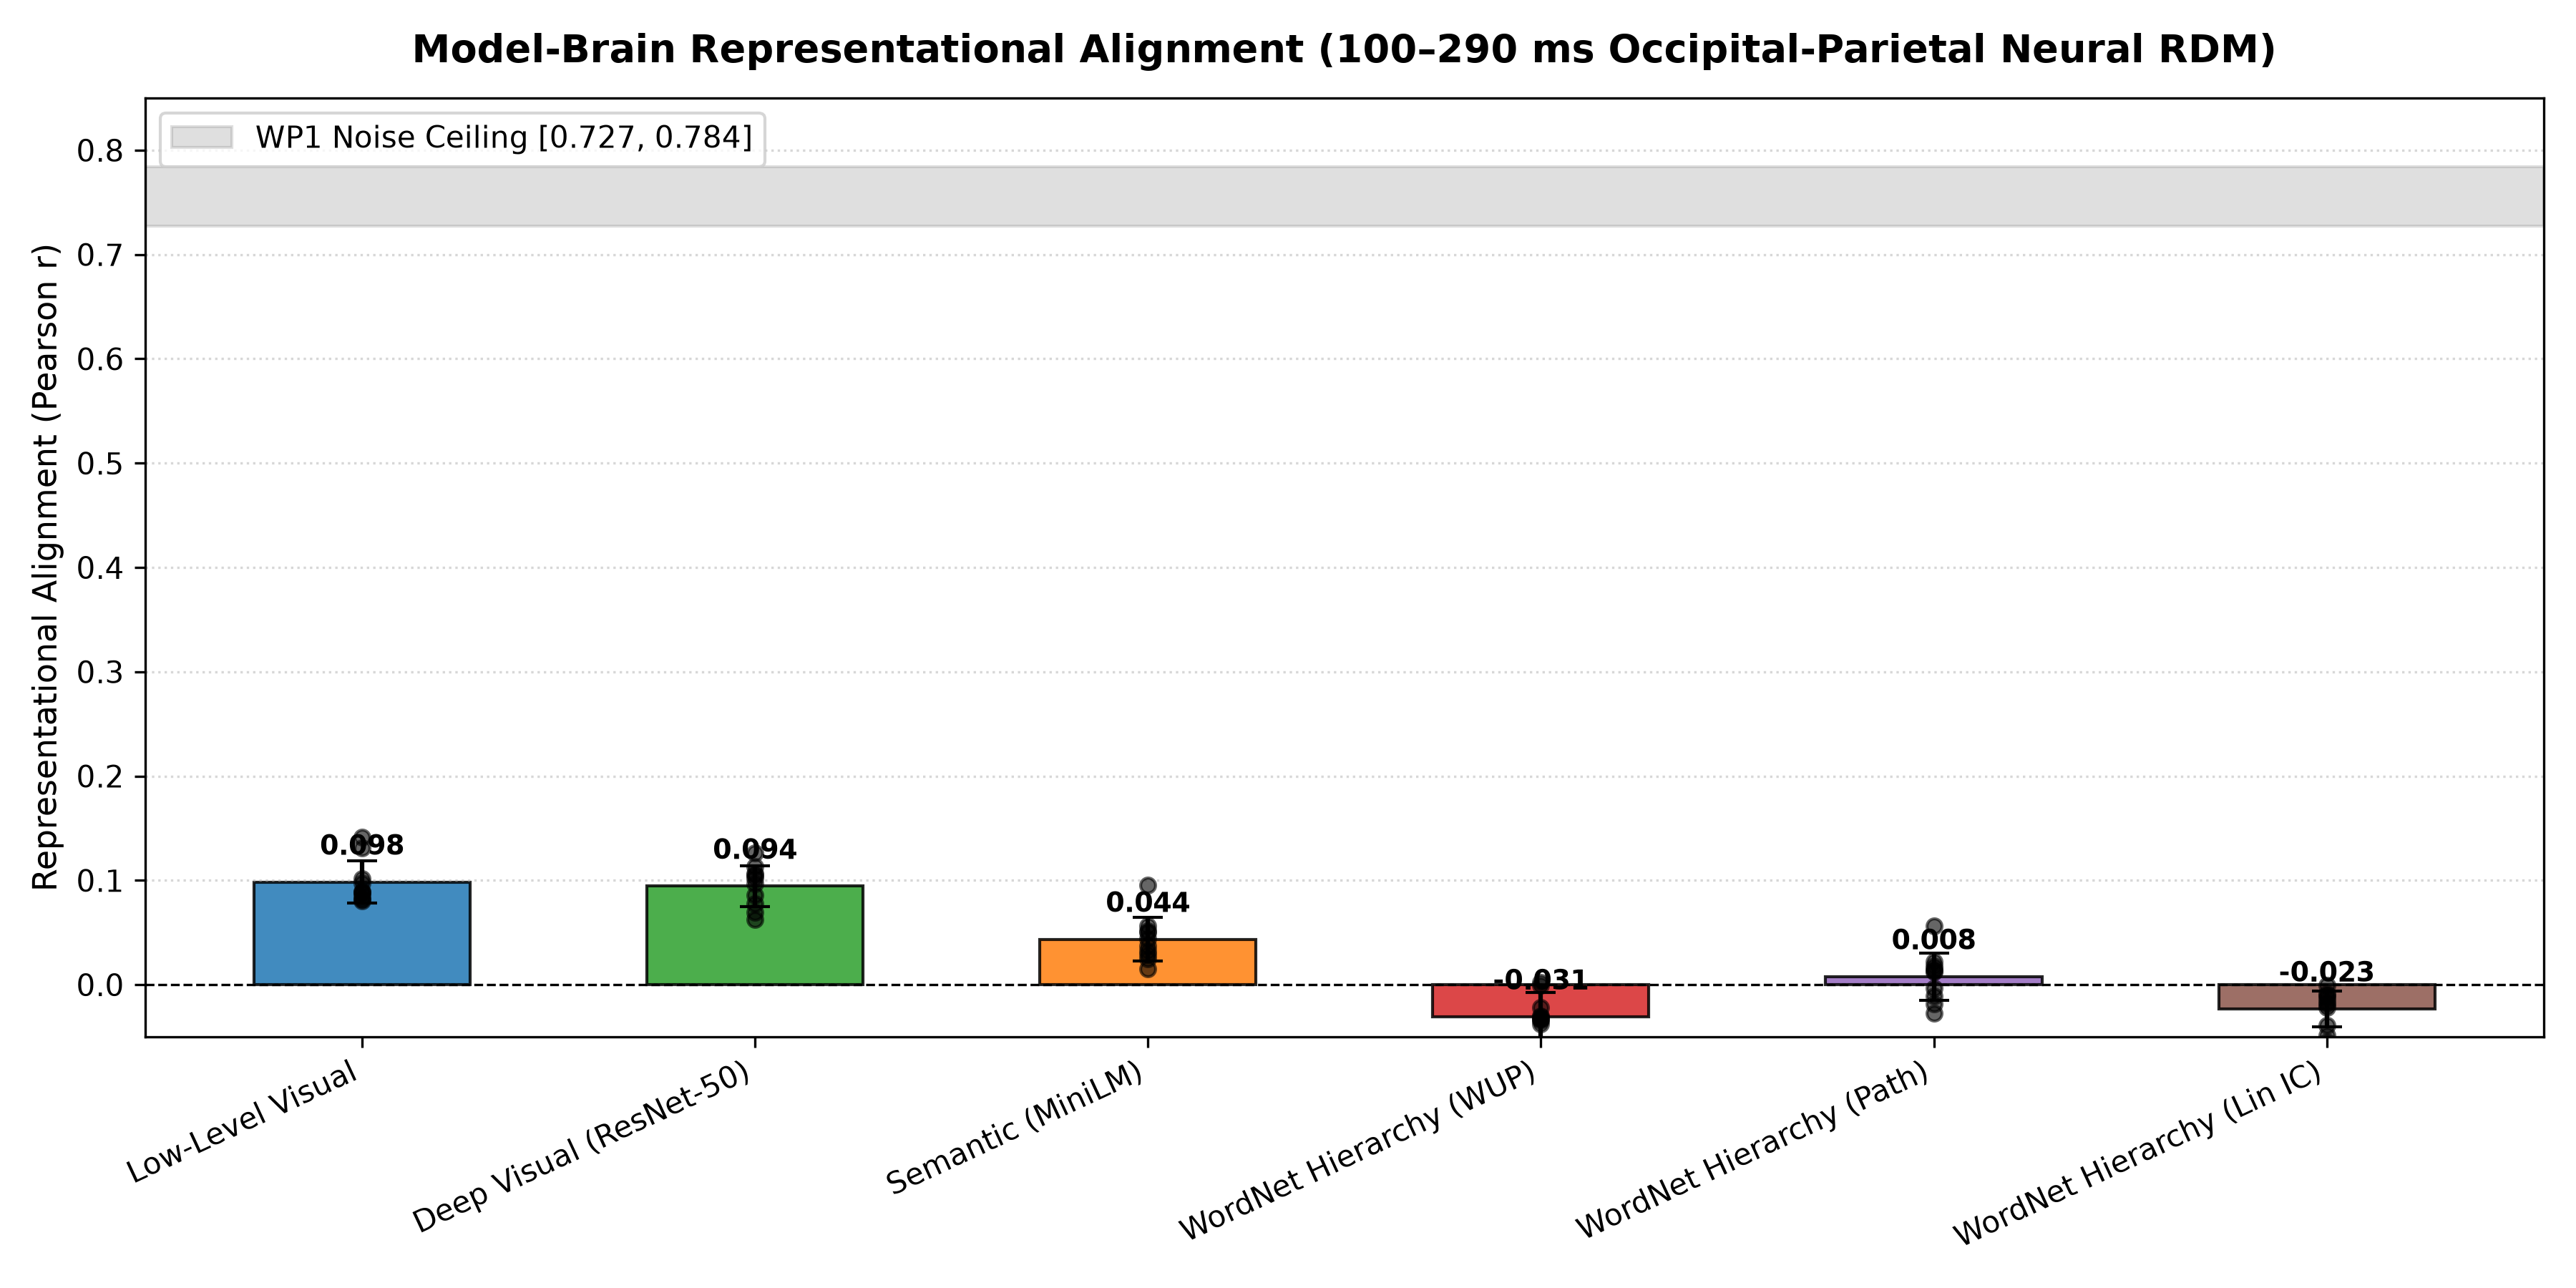 Model-Brain Representational Alignment (100–290 ms Occipital-Parietal Neural RDM)
WP1 Noise Ceiling [0.727, 0.784]
Representational Alignment (Pearson r)
0.8
0.7
0.6
0.5
0.4
0.3
0.2
0.1
0.0
0.098
0.094
0.044
-0.031
0.008
-0.023
Low-Level Visual
Deep Visual (ResNet-50)
Semantic (MiniLM)
WordNet Hierarchy (WUP)
WordNet Hierarchy (Path)
WordNet Hierarchy (Lin IC)